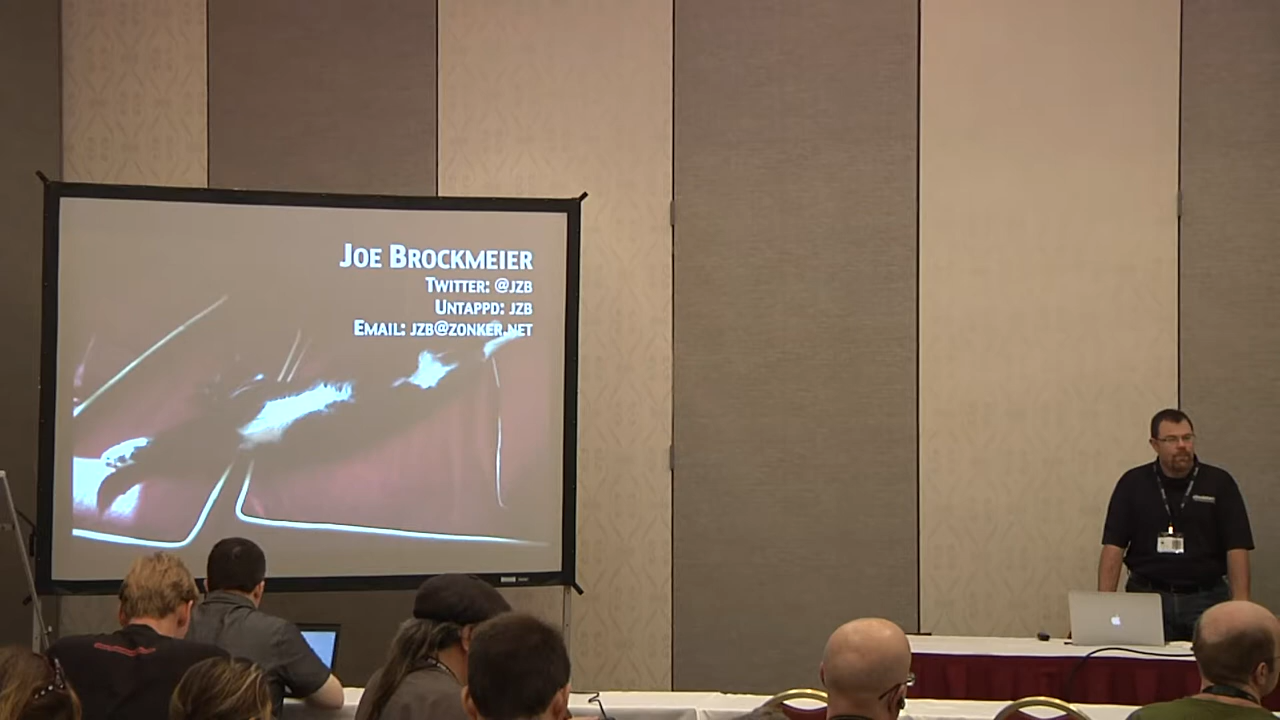 JOE BROCKMEIER
TWITTER: @JZB
UNTAPPD: JZB
EMAIL: JZB@ZONKER.NET